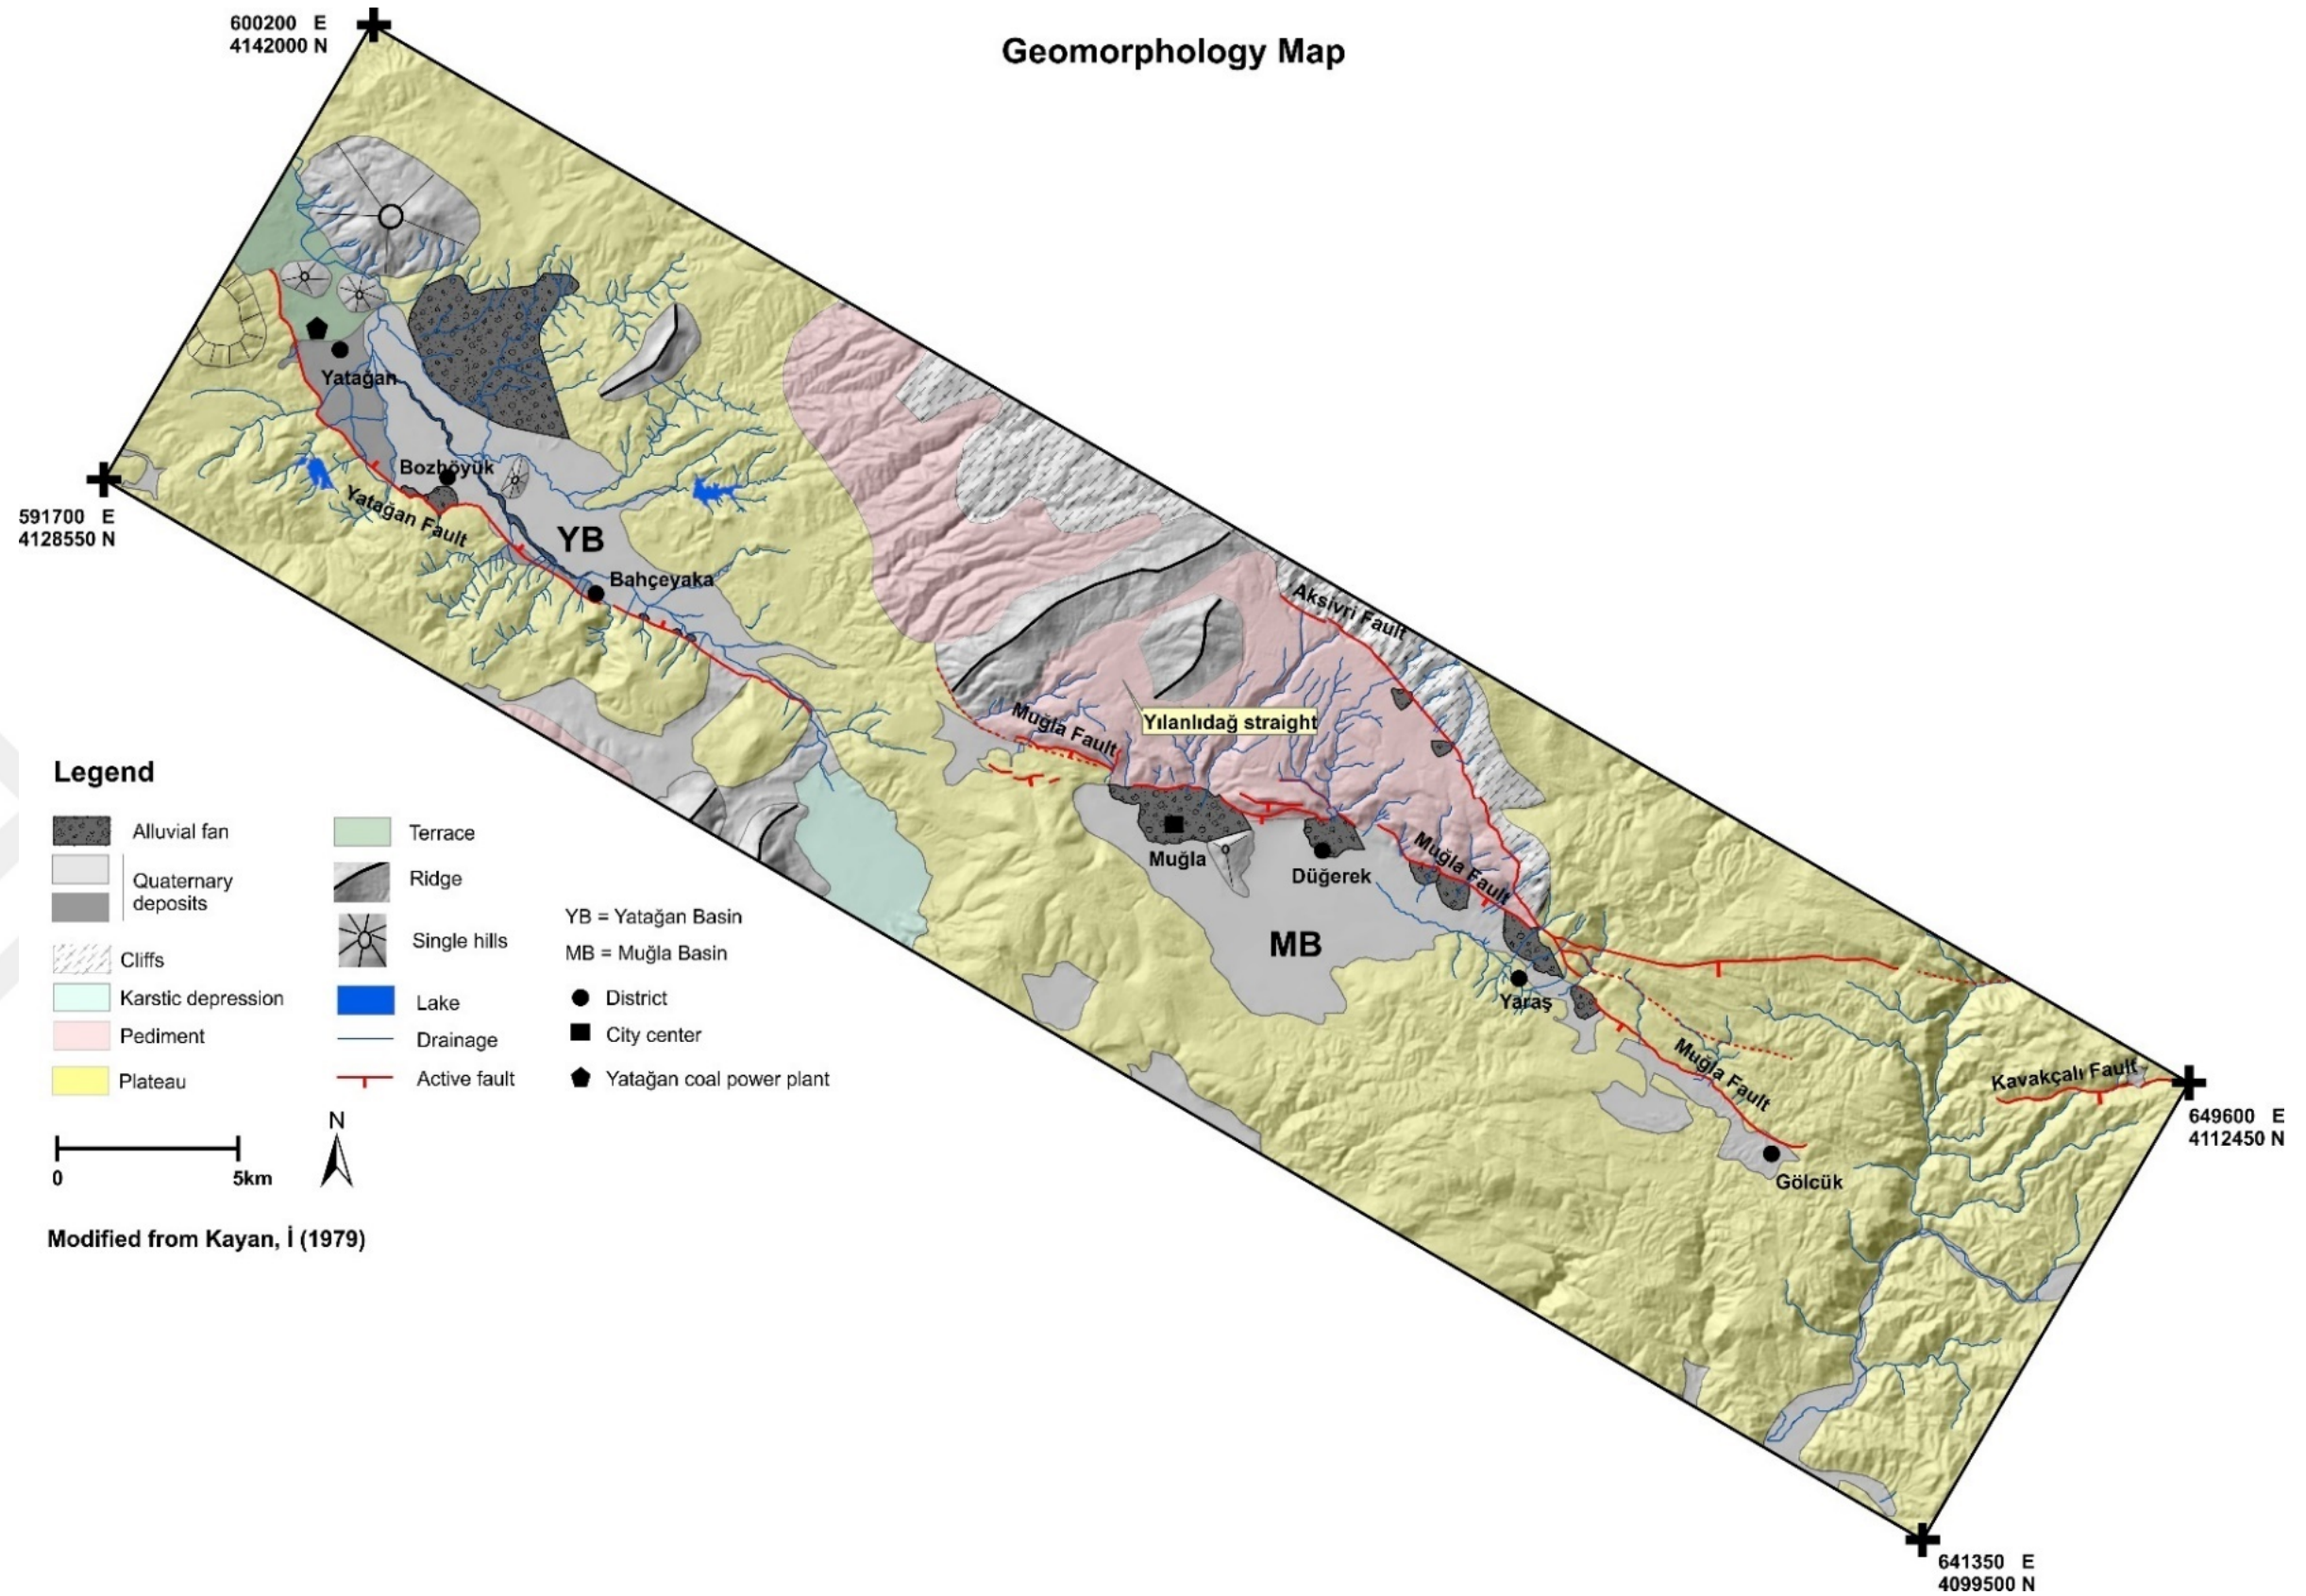 Geomorphology Map
600200 E
4142000 N
Yatağan
Bozhöyük
Yatağan Fault
591700 E
4128550 N
YB
Bahçeyaka
Aksivri Fault
Muğla Fault
Yılanlıdağ straight
Muğla
Düğerek
Muğla Fault
MB
Yaraş
Muğla Fault
Kavakçalı Fault
649600 E
4112450 N
Gölcük
641350 E
4099500 N
Legend
Alluvial fan
Quaternary
deposits
Cliffs
Karstic depression
Pediment
Plateau
Terrace
Ridge
Single hills
Lake
Drainage
Active fault
YB = Yatağan Basin
MB = Muğla Basin
District
City center
Yatağan coal power plant
N
0 5km
Modified from Kayan, İ (1979)